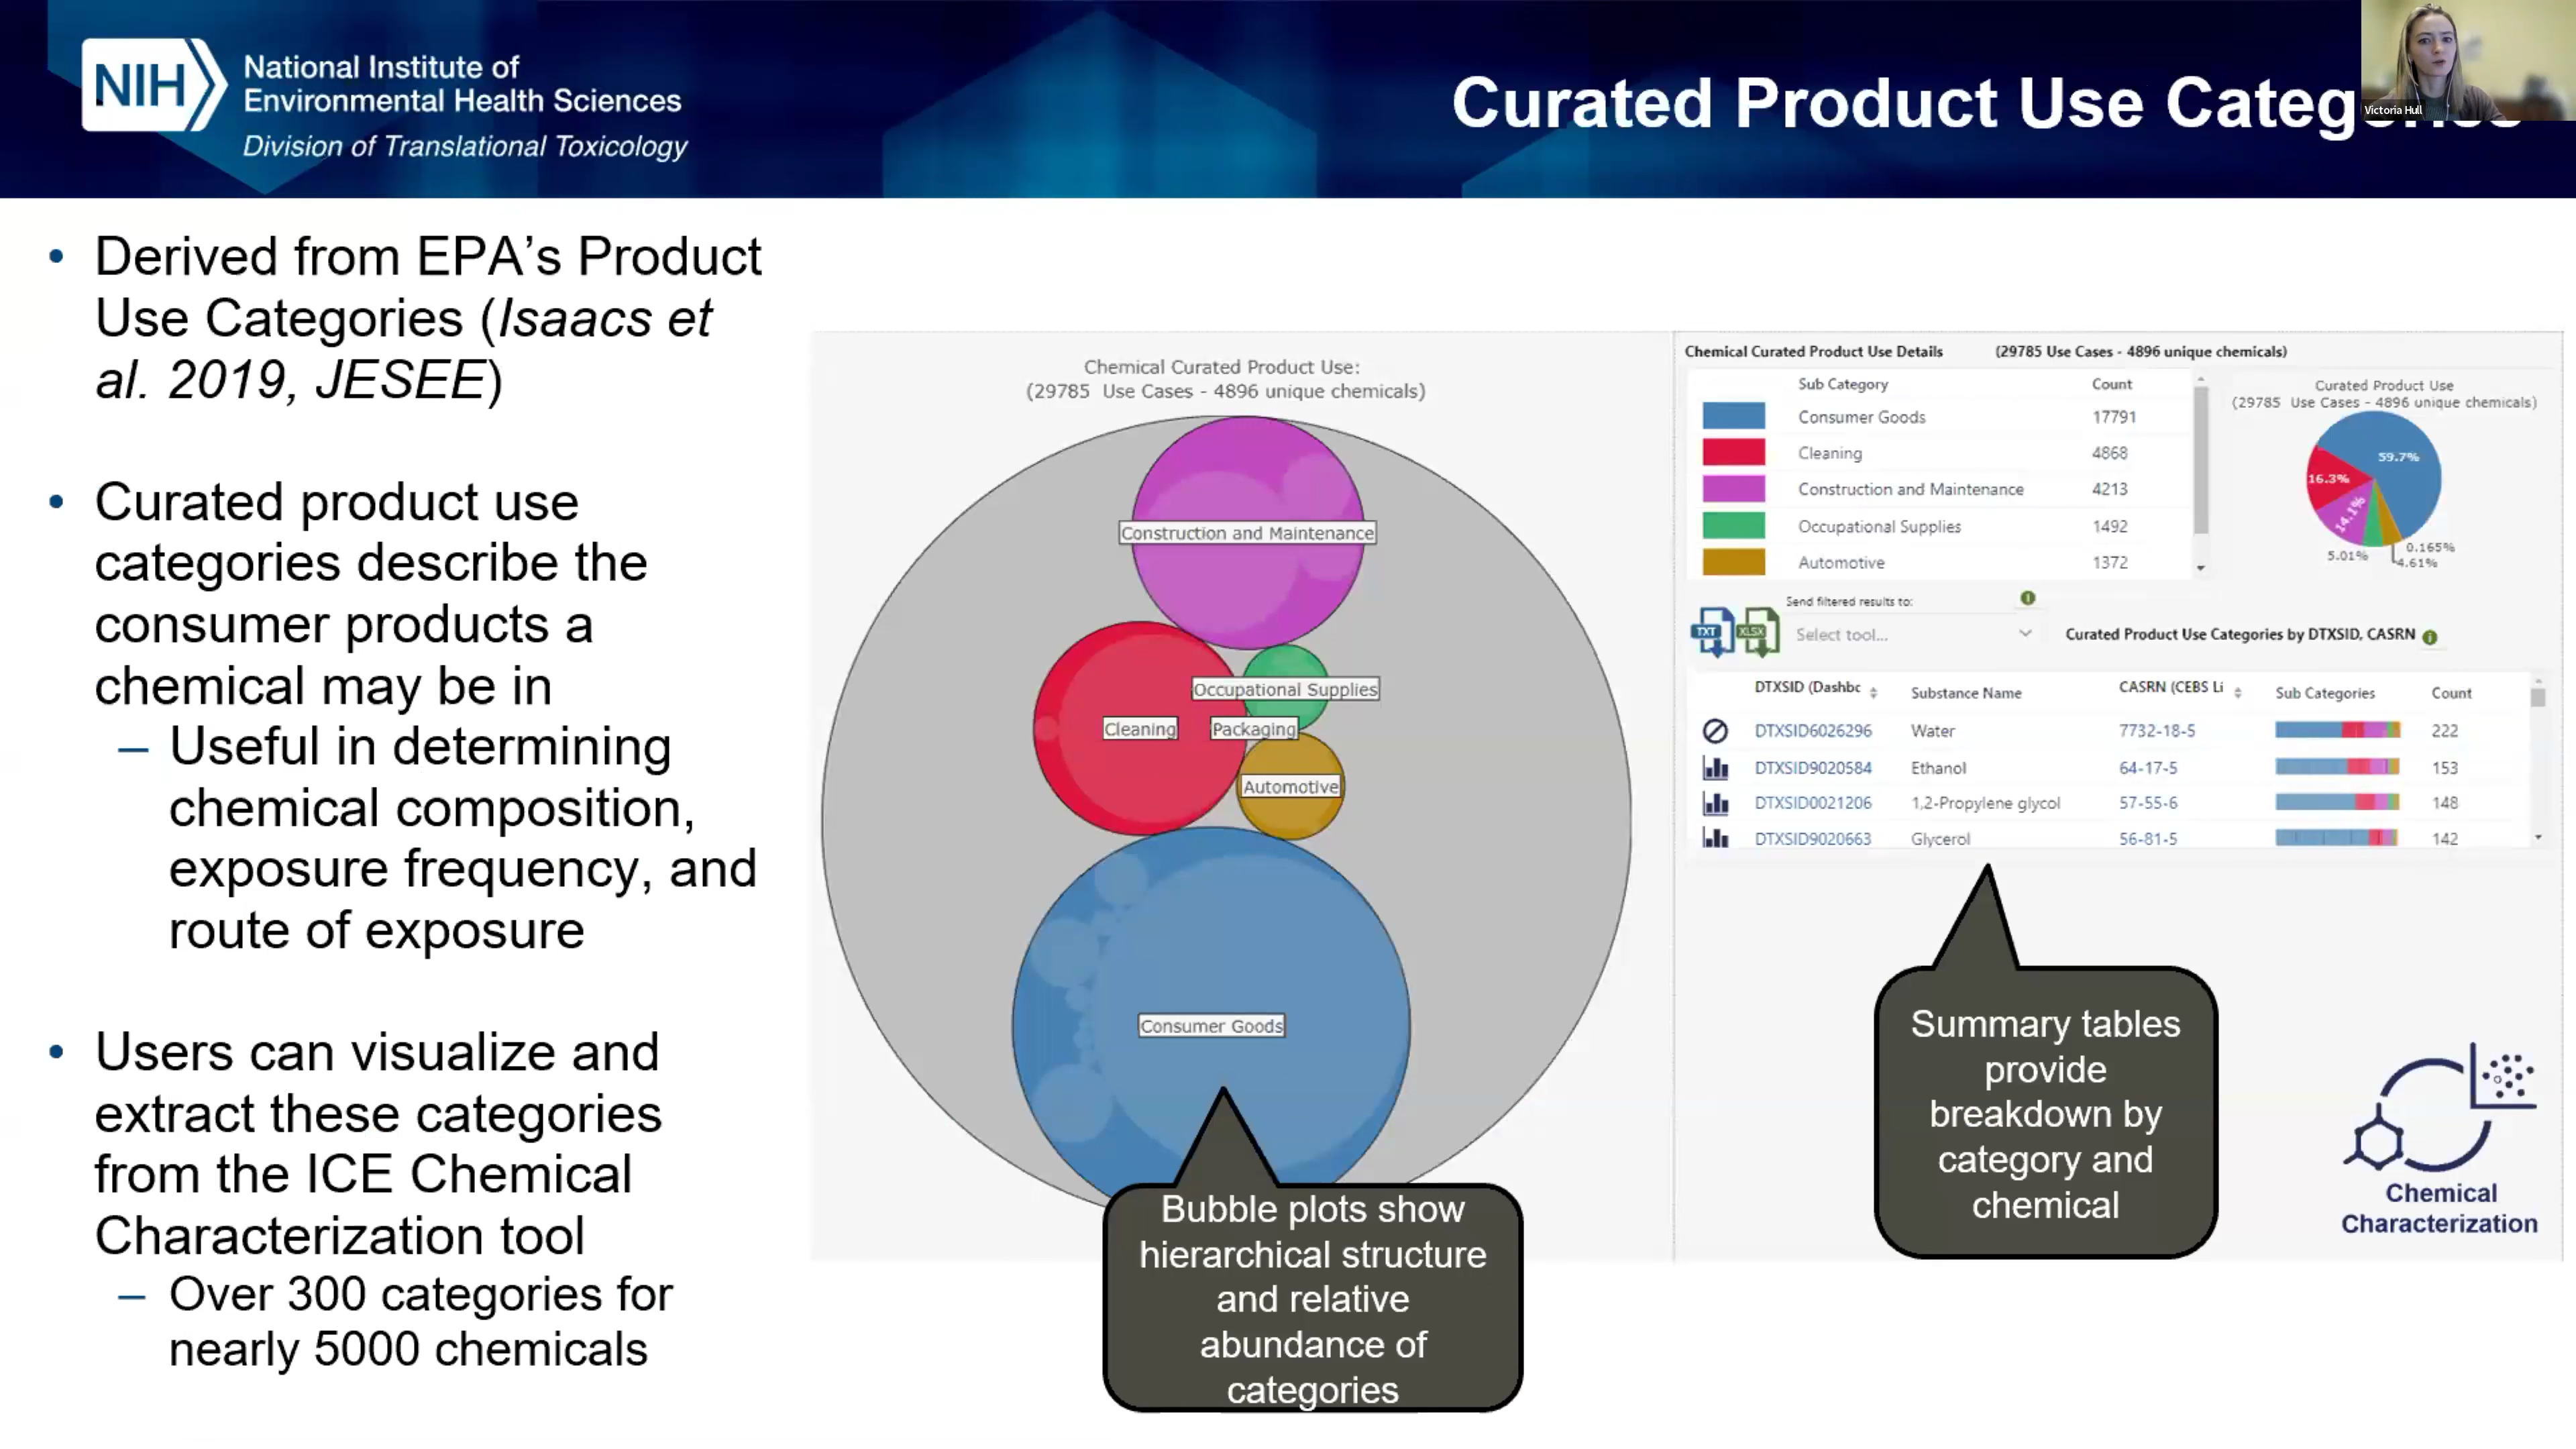 NIH
National Institute of
Environmental Health Sciences
Division of Translational Toxicology
Curated Product Use
Victoria Hull
• Derived from EPA's Product
Use Categories (Isaacs et
al. 2019, JESEE)
• Curated product use
categories describe the
consumer products a
chemical may be in
– Useful in determining
chemical composition,
exposure frequency, and
route of exposure
• Users can visualize and
extract these categories
from the ICE Chemical
Characterization tool
– Over 300 categories for
nearly 5000 chemicals
Chemical Curated Product Use:
(29785 Use Cases - 4896 unique chemicals)
Construction and Maintenance
Occupational Supplies
Cleaning
Packaging
Automotive
Consumer Goods
Bubble plots show
hierarchical structure
and relative
abundance of
categories
Chemical Curated Product Use Details (29785 Use Cases - 4896 unique chemicals)
Sub Category Count
Consumer Goods 17791
Cleaning 4868
Construction and Maintenance 4213
Occupational Supplies 1492
Automotive 1372
Curated Product Use
(29785 Use Cases - 4896 unique chemicals)
59.7%
16.3%
14.1%
5.01%
0.165%
4.61%
Send filtered results to:
TXT XLSX Select tool...
Curated Product Use Categories by DTXSID, CASRN
DTXSID (Dashbc Substance Name CASRN (CEBS Li Sub Categories Count
DTXSID6026296 Water 7732-18-5 222
DTXSID9020584 Ethanol 64-17-5 153
DTXSID0021206 1,2-Propylene glycol 57-55-6 148
DTXSID9020663 Glycerol 56-81-5 142
Summary tables
provide
breakdown by
category and
chemical
Chemical
Characterization